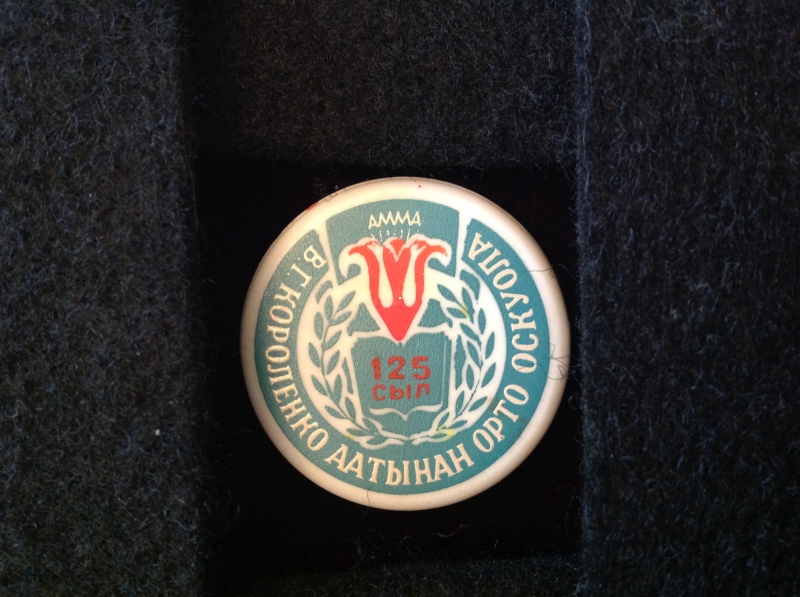 АММА
В.Г. КОРОЛЕНКО ААТЫНАН ОРТО ОСКУОЛА
125
СЫЛ